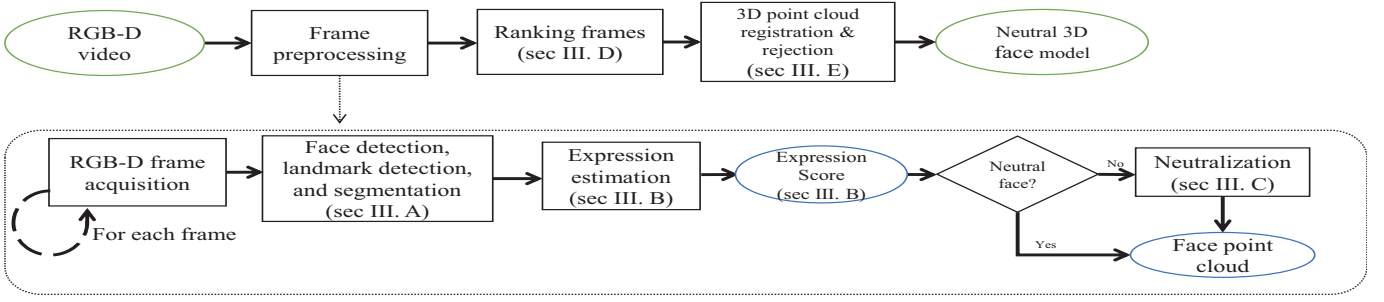 RGB-D
video
Frame
preprocessing
Ranking frames
(sec III. D)
3D point cloud
registration &
rejection
(sec III. E)
Neutral 3D
face model
RGB-D frame
acquisition
For each frame
Face detection,
landmark detection,
and segmentation
(sec III. A)
Expression
estimation
(sec III. B)
Expression
Score
(sec III. B)
Neutral
face?
No
Neutralization
(sec III. C)
Yes
Face point
cloud